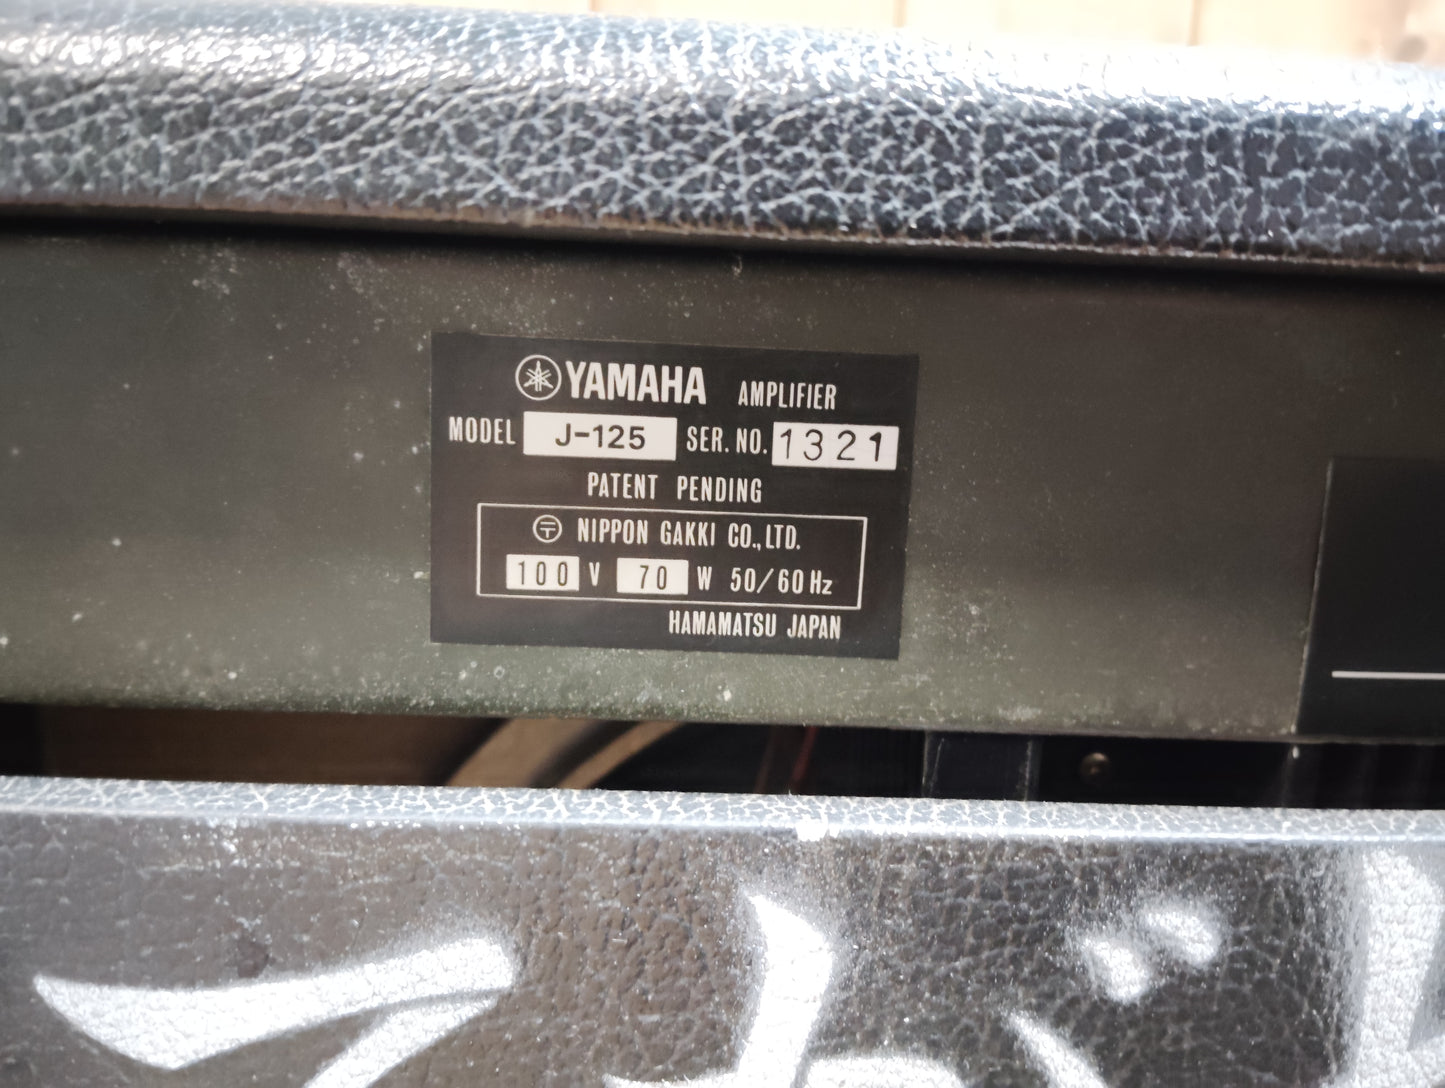 YAMAHA AMPLIFIER
MODEL J-125 SER. NO. 1321
PATENT PENDING
〶 NIPPON GAKKI CO., LTD.
100 V 70 W 50/60 Hz
HAMAMATSU JAPAN